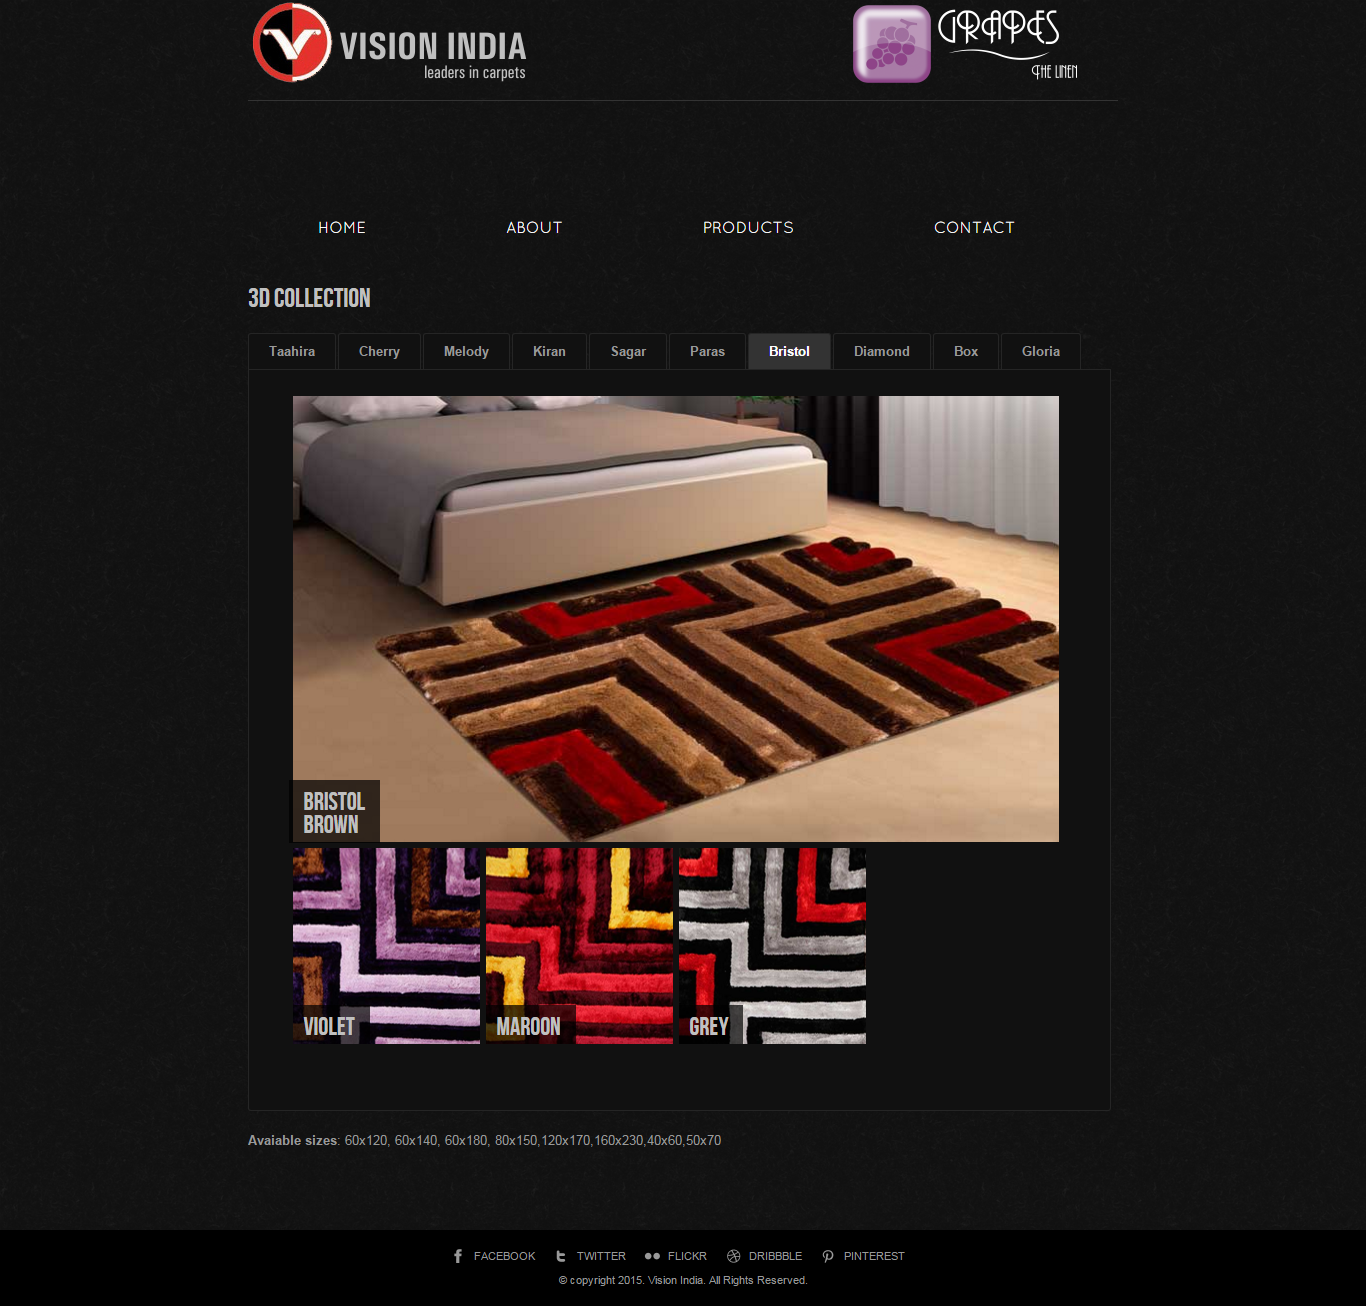 VISION INDIA
leaders in carpets
GRAPES
THE LINEN
HOME ABOUT PRODUCTS CONTACT
3D COLLECTION
Taahira Cherry Melody Kiran Sagar Paras Bristol Diamond Box Gloria
BRISTOL
BROWN
VIOLET MAROON GREY
Avaiable sizes: 60x120, 60x140, 60x180, 80x150,120x170,160x230,40x60,50x70
FACEBOOK TWITTER FLICKR DRIBBBLE PINTEREST
© copyright 2015. Vision India. All Rights Reserved.